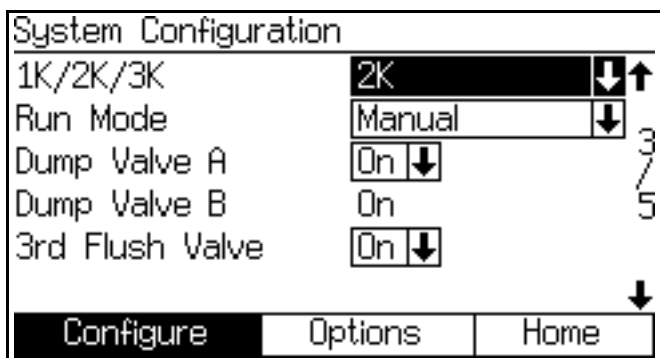 System Configuration
1K/2K/3K 2K
Run Mode Manual
Dump Valve A On
Dump Valve B On
3rd Flush Valve On
3/5
Configure Options Home